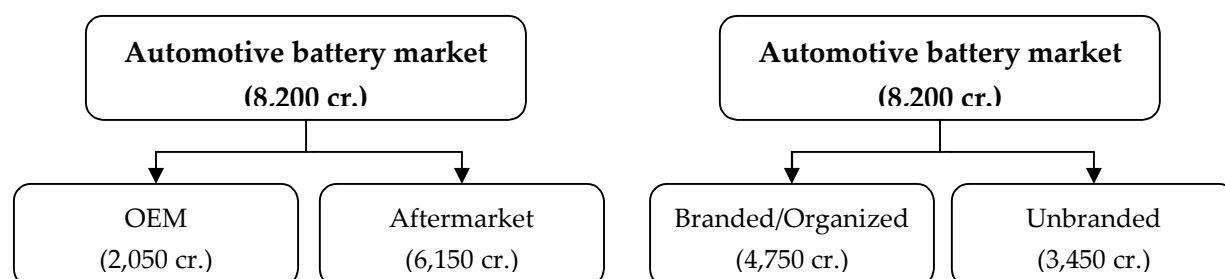 Automotive battery market
(8,200 cr.)
OEM
(2,050 cr.)
Aftermarket
(6,150 cr.)
Automotive battery market
(8,200 cr.)
Branded/Organized
(4,750 cr.)
Unbranded
(3,450 cr.)